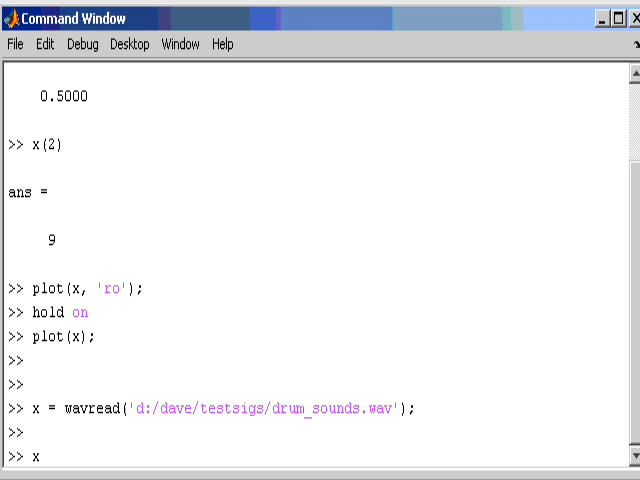 Command Window
File Edit Debug Desktop Window Help
0.5000
>> x(2)
ans =
9
>> plot(x, 'ro');
>> hold on
>> plot(x);
>>
>>
>> x = wavread('d:/dave/testsigs/drum_sounds.wav');
>>
>> x